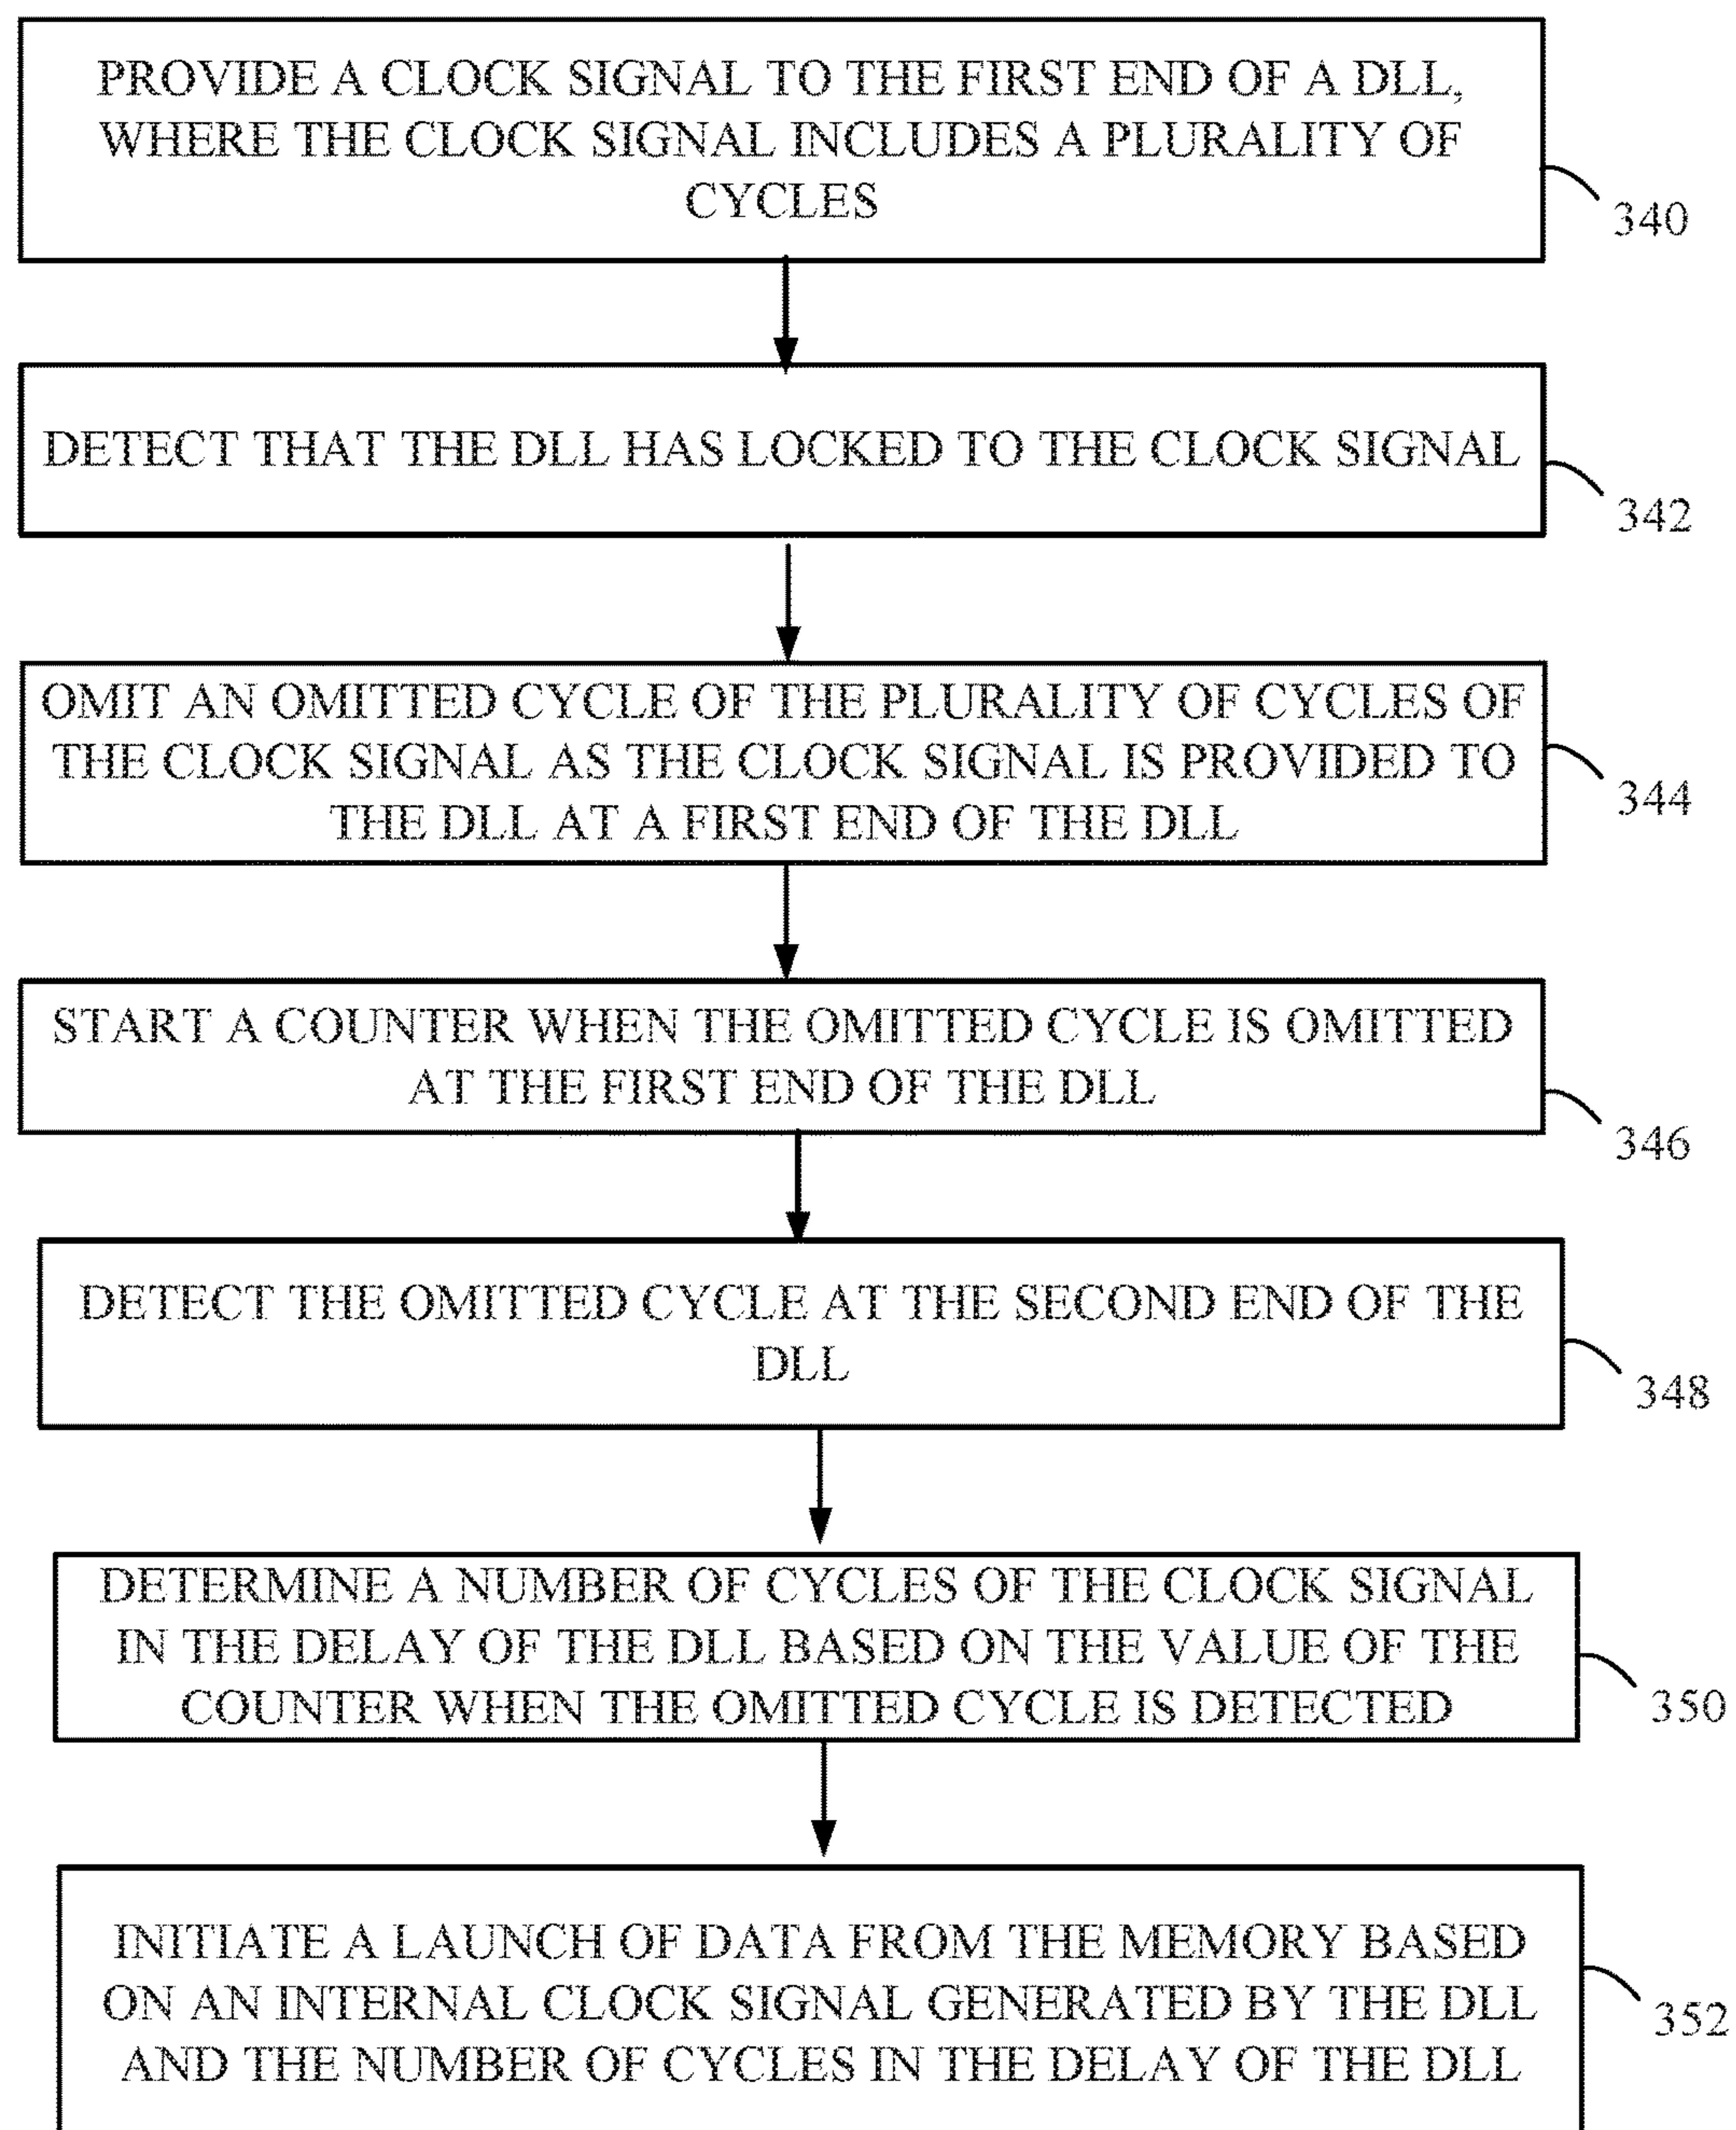 PROVIDE A CLOCK SIGNAL TO THE FIRST END OF A DLL,
WHERE THE CLOCK SIGNAL INCLUDES A PLURALITY OF
CYCLES
340
DETECT THAT THE DLL HAS LOCKED TO THE CLOCK SIGNAL
342
OMIT AN OMITTED CYCLE OF THE PLURALITY OF CYCLES OF
THE CLOCK SIGNAL AS THE CLOCK SIGNAL IS PROVIDED TO
THE DLL AT A FIRST END OF THE DLL
344
START A COUNTER WHEN THE OMITTED CYCLE IS OMITTED
AT THE FIRST END OF THE DLL
346
DETECT THE OMITTED CYCLE AT THE SECOND END OF THE
DLL
348
DETERMINE A NUMBER OF CYCLES OF THE CLOCK SIGNAL
IN THE DELAY OF THE DLL BASED ON THE VALUE OF THE
COUNTER WHEN THE OMITTED CYCLE IS DETECTED
350
INITIATE A LAUNCH OF DATA FROM THE MEMORY BASED
ON AN INTERNAL CLOCK SIGNAL GENERATED BY THE DLL
AND THE NUMBER OF CYCLES IN THE DELAY OF THE DLL
352